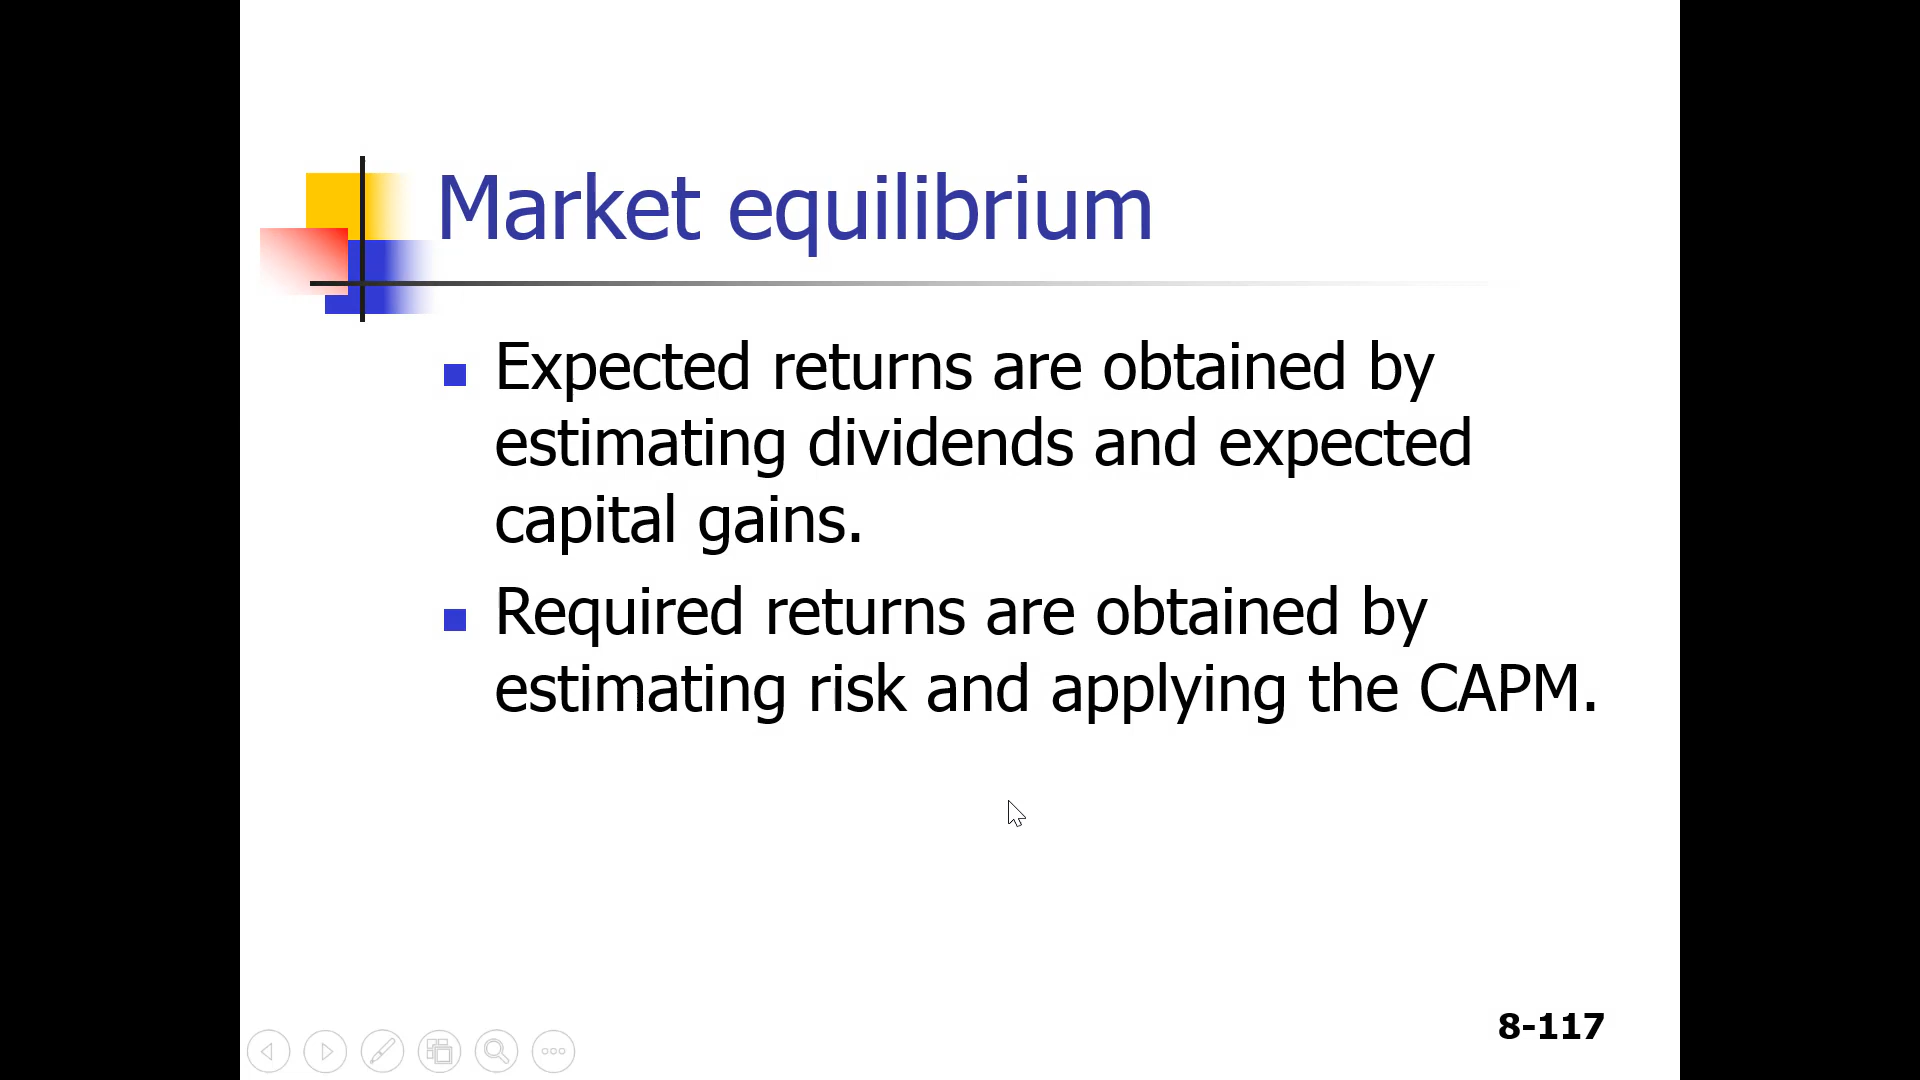 Market equilibrium
Expected returns are obtained by
estimating dividends and expected
capital gains.
Required returns are obtained by
estimating risk and applying the CAPM.
8-117